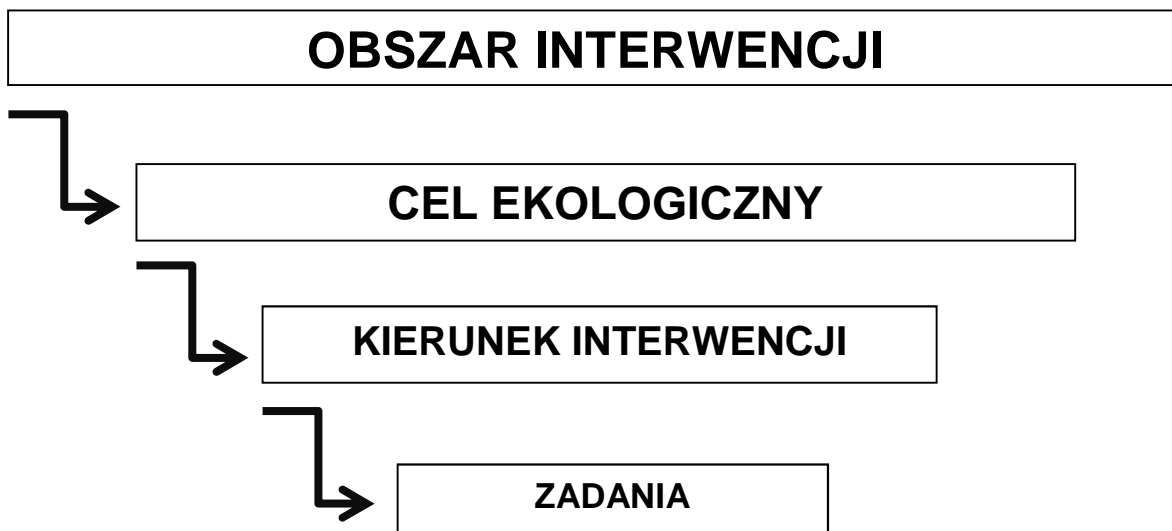 OBSZAR INTERWENCJI
CEL EKOLOGICZNY
KIERUNEK INTERWENCJI
ZADANIA